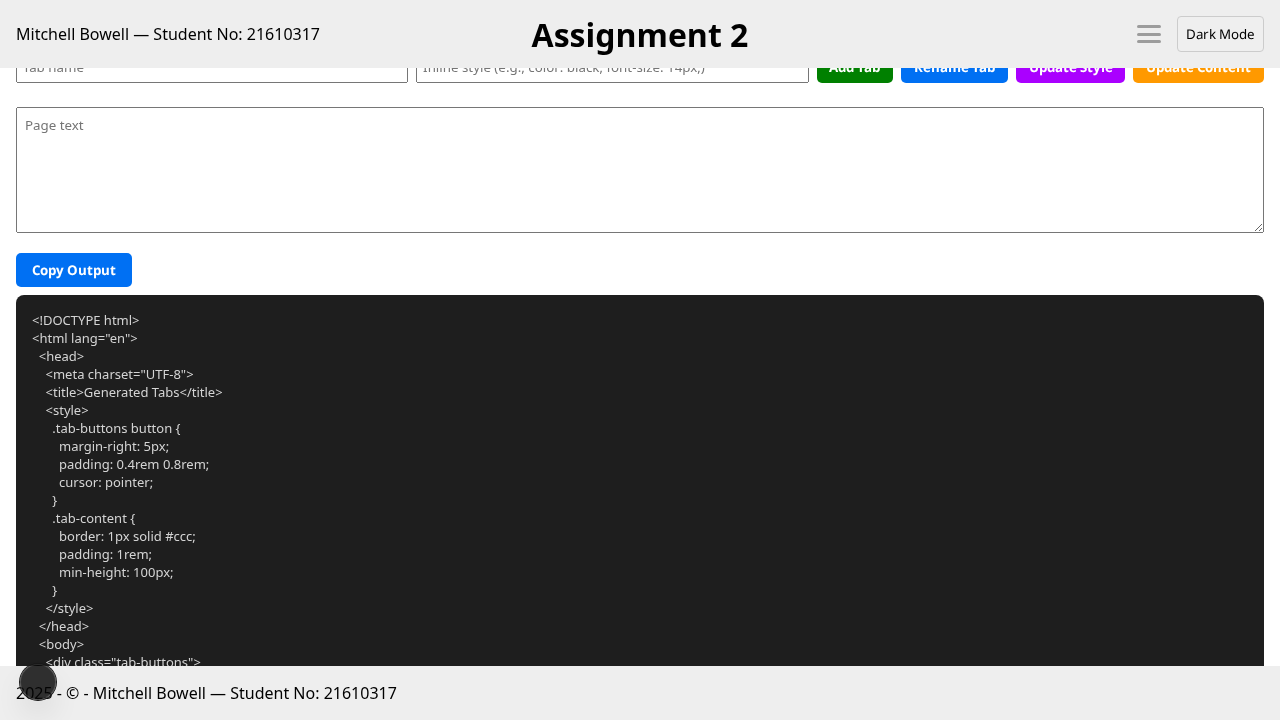 Mitchell Bowell — Student No: 21610317
Assignment 2
Dark Mode
Tab name
Inline style (e.g., color: black; font-size: 14px;)
Add Tab
Rename Tab
Update Style
Update Content
Page text
Copy Output
<!DOCTYPE html>
<html lang="en">
  <head>
    <meta charset="UTF-8">
    <title>Generated Tabs</title>
    <style>
      .tab-buttons button {
        margin-right: 5px;
        padding: 0.4rem 0.8rem;
        cursor: pointer;
      }
      .tab-content {
        border: 1px solid #ccc;
        padding: 1rem;
        min-height: 100px;
      }
    </style>
  </head>
  <body>
    <div class="tab-buttons">
2025 - © - Mitchell Bowell — Student No: 21610317